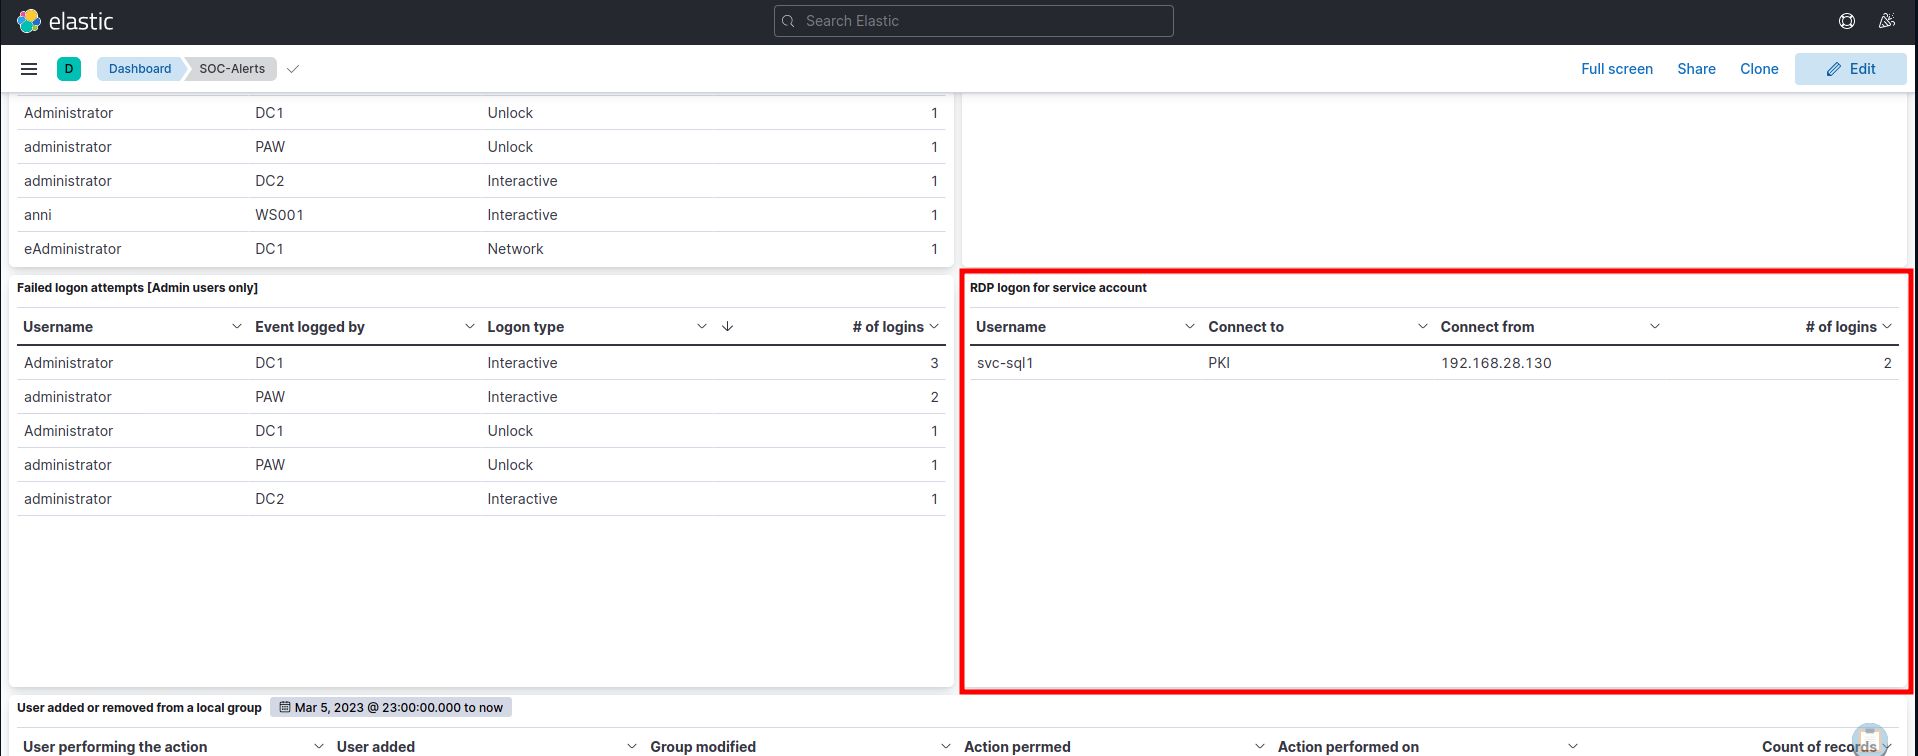 elastic
Search Elastic
D
Dashboard
SOC-Alerts
Full screen
Share
Clone
Edit
Administrator DC1 Unlock 1
administrator PAW Unlock 1
administrator DC2 Interactive 1
anni WS001 Interactive 1
eAdministrator DC1 Network 1
Failed logon attempts [Admin users only]
Username Event logged by Logon type # of logins
Administrator DC1 Interactive 3
administrator PAW Interactive 2
Administrator DC1 Unlock 1
administrator PAW Unlock 1
administrator DC2 Interactive 1
RDP logon for service account
Username Connect to Connect from # of logins
svc-sql1 PKI 192.168.28.130 2
User added or removed from a local group Mar 5, 2023 @ 23:00:00.000 to now
User performing the action User added Group modified Action perrmed Action performed on Count of records